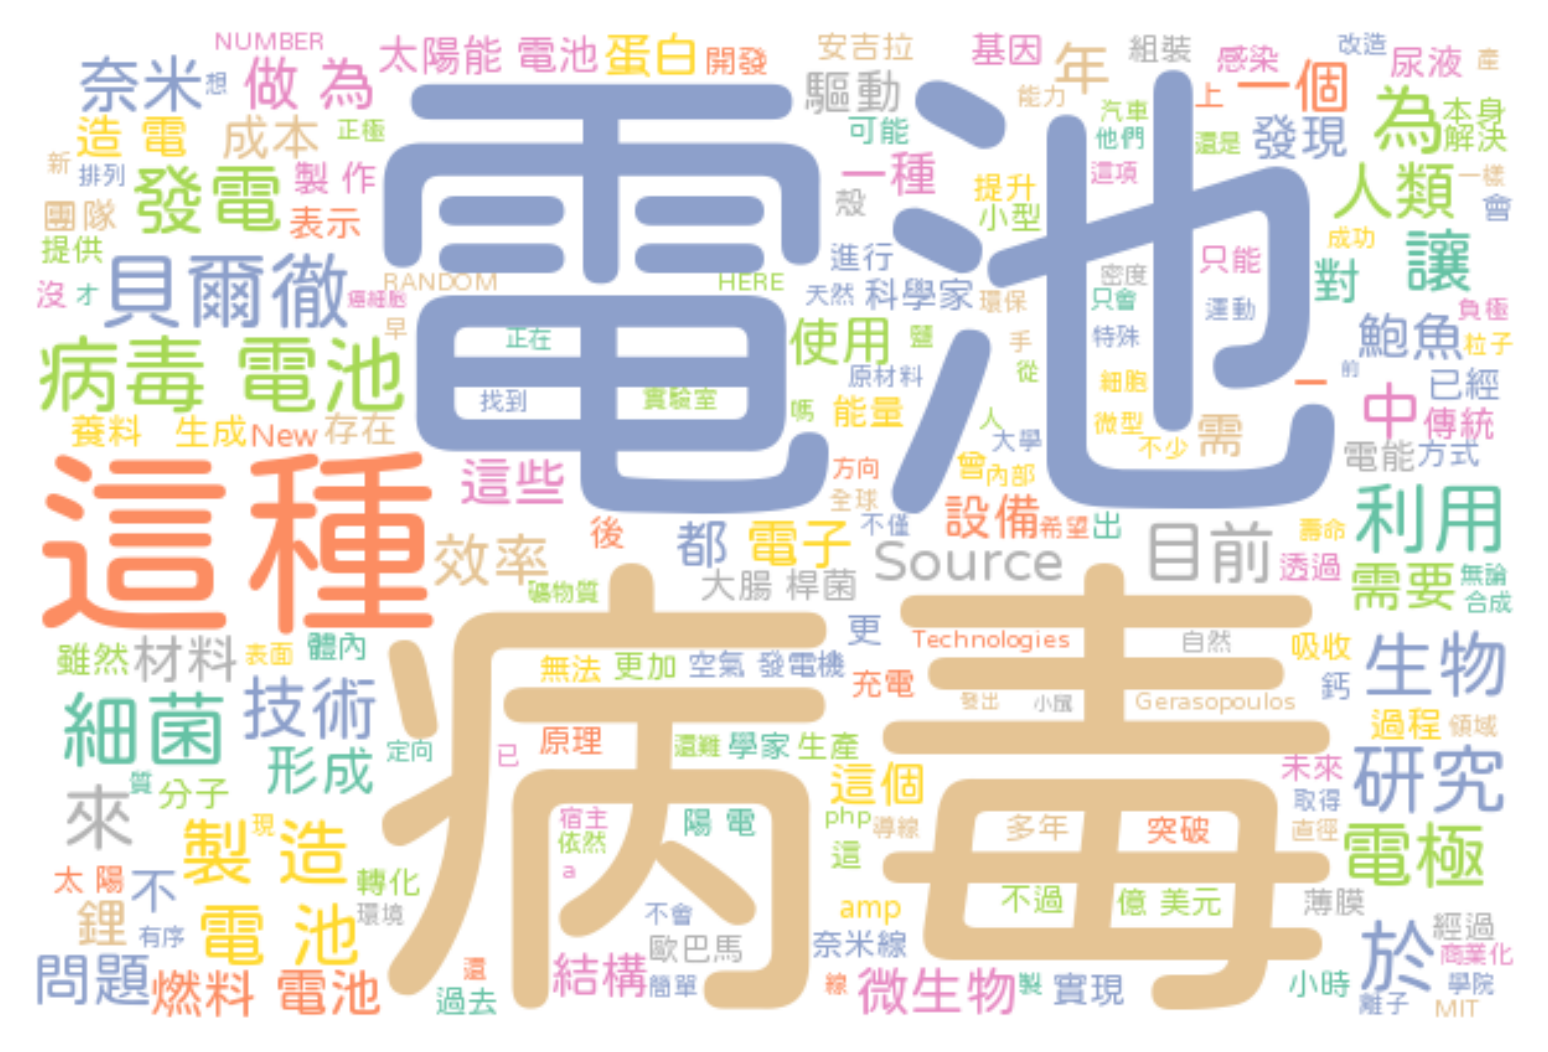 NUMBER
太陽能 電池
蛋白
開發
安吉拉
基因
年
組裝
感染
改造
尿液
產
奈米
想
做 為
驅動
能力
上
一個
汽車
為
本身
造 電
成本
正極
電池
可能
他們
還是
發現
解決
新
排列
發電
製 作
一種
提升
這項
人類
一樣
團隊
表示
殼
小型
會
提供
進行
只能
成功
讓
沒
才
貝爾徹
癌細胞
RANDOM
HERE
天然
科學家
環保
密度
只會
對
早
正在
使用
鹽
手
特殊
運動
鮑魚
負極
粒子
病毒 電池
找到
實驗室
原材料
從
細胞
一
前
已經
養料
生成
New
存在
嗎
能量
人
微型
中
傳統
大學
不少
需
電能
方式
這種
這些
方向
曾
內部
全球
設備
希望
出
利用
效率
後
都
電子
不僅
Source
目前
壽命
透過
礦物質
大腸 桿菌
需要
無論
合成
病毒
雖然
材料
表面
體內
更
Technologies
自然
吸收
生物
無法
更加
空氣
發電機
充電
鈣
細菌
技術
發出
小鼠
Gerasopoulos
過程
領域
形成
定向
已
原理
還難
學家
生產
來
質
分子
這個
未來
研究
取得
製 造
現
宿主
依然
陽 電
php
導線
多年
突破
直徑
電極
太 陽
不
轉化
a
這
鋰
環境
有序
電 池
不會
amp
不過
億 美元
薄膜
歐巴馬
奈米線
於
經過
商業化
問題
燃料 電池
還
過去
結構
簡單
線
微生物
製
實現
小時
離子
學院
MIT